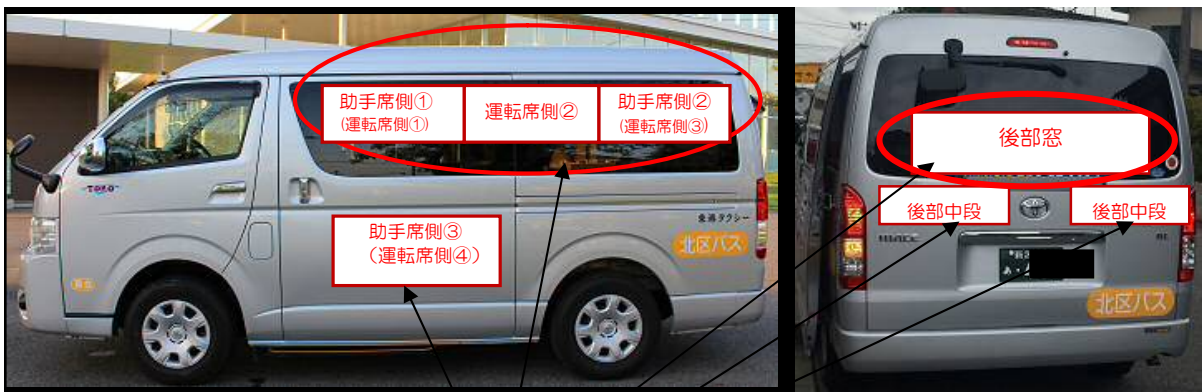 助手席側①
(運転席側①)
運転席側②
助手席側②
(運転席側③)
助手席側③
（運転席側④）
TOKO
東港タクシー
北区バス
後部窓
後部中段
後部中段
HIACE
北区バス